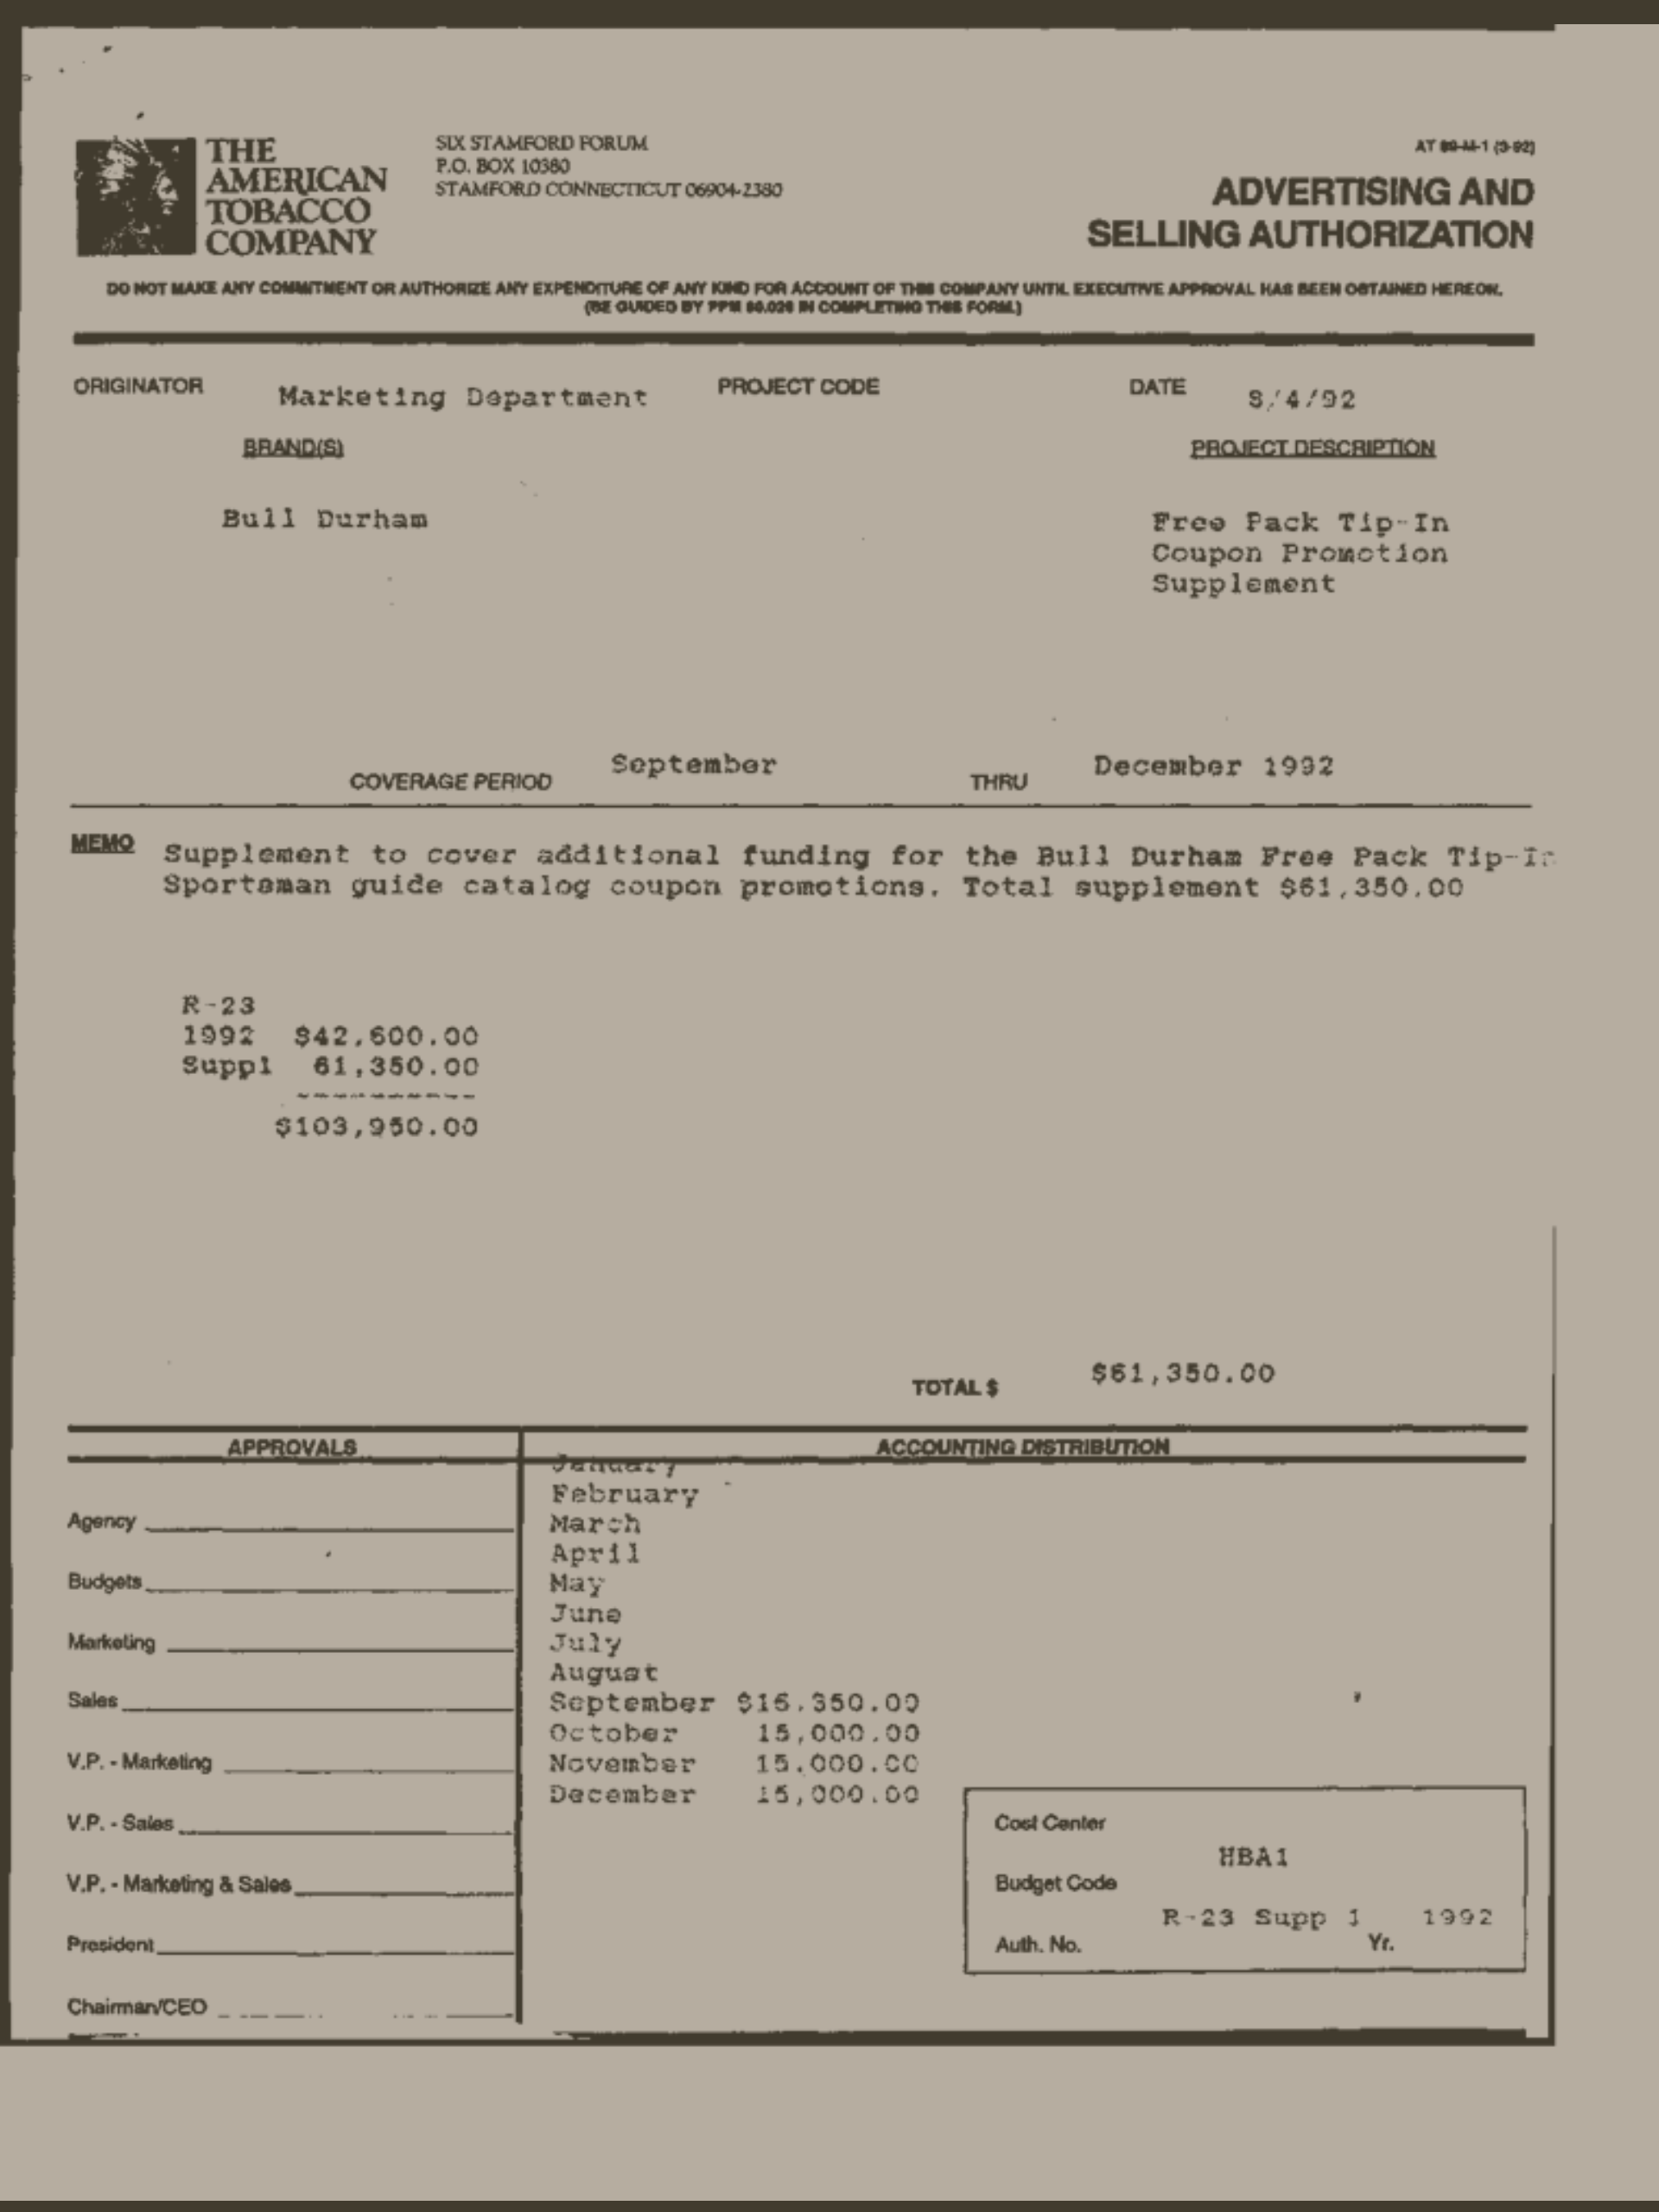 THE
AMERICAN
TOBACCO
COMPANY
SIX STAMFORD FORUM
P.O. BOX 10380
STAMFORD CONNECTICUT 06904-2380
ADVERTISING AND
SELLING AUTHORIZATION
DO NOT MAKE ANY COMMITMENT OR AUTHORIZE ANY EXPENDITURE OF ANY KIND FOR ACCOUNT OF THIS COMPANY UNTIL EXECUTIVE APPROVAL HAS BEEN OBTAINED HEREON.
(BE GUIDED BY PPM IN COMPLETING THIS FORM.)
ORIGINATOR Marketing Department PROJECT CODE DATE 8/4/92
BRAND(S) PROJECT DESCRIPTION
Bull Durham Free Pack Tip-In
Coupon Promotion
Supplement
COVERAGE PERIOD September THRU December 1992
MEMO Supplement to cover additional funding for the Bull Durham Free Pack Tip-In
Sportsman guide catalog coupon promotions. Total supplement $61,350.00
R-23
1992 $42,600.00
Suppl 61,350.00
----------
$103,950.00
TOTAL $ $61,350.00
APPROVALS ACCOUNTING DISTRIBUTION
January
February
Agency March
April
Budgets May
June
Marketing July
August
Sales September $16,350.00
October 15,000.00
V.P. - Marketing November 15,000.00
December 15,000.00
V.P. - Sales Cost Center
HBA1
V.P. - Marketing & Sales Budget Code
R-23 Supp 1 1992
President Auth. No. Yr.
Chairman/CEO